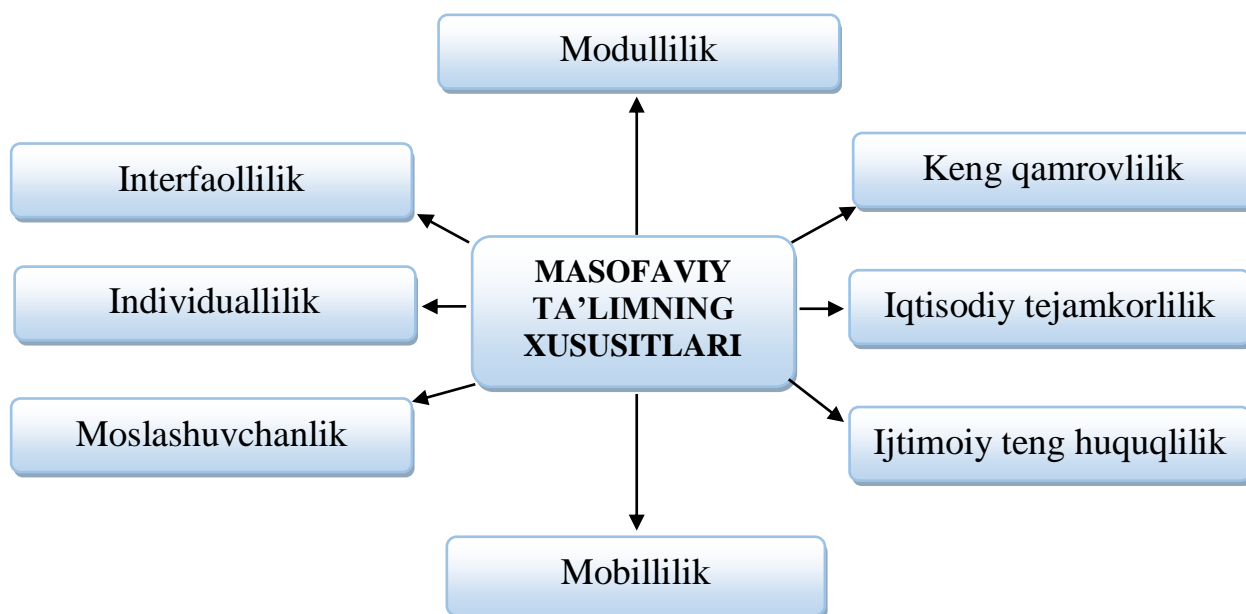 Modullilik
Interfaollilik
Keng qamrovlilik
MASOFAVIY
TA’LIMNING
XUSUSITLARI
Individuallilik
Iqtisodiy tejamkorlilik
Moslashuvchanlik
Ijtimoiy teng huquqlilik
Mobillilik